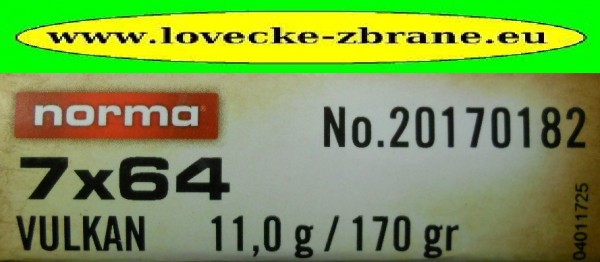 www.lovecke-zbrane.eu
norma
No.20170182
7x64
VULKAN 11,0 g / 170 gr
04011725